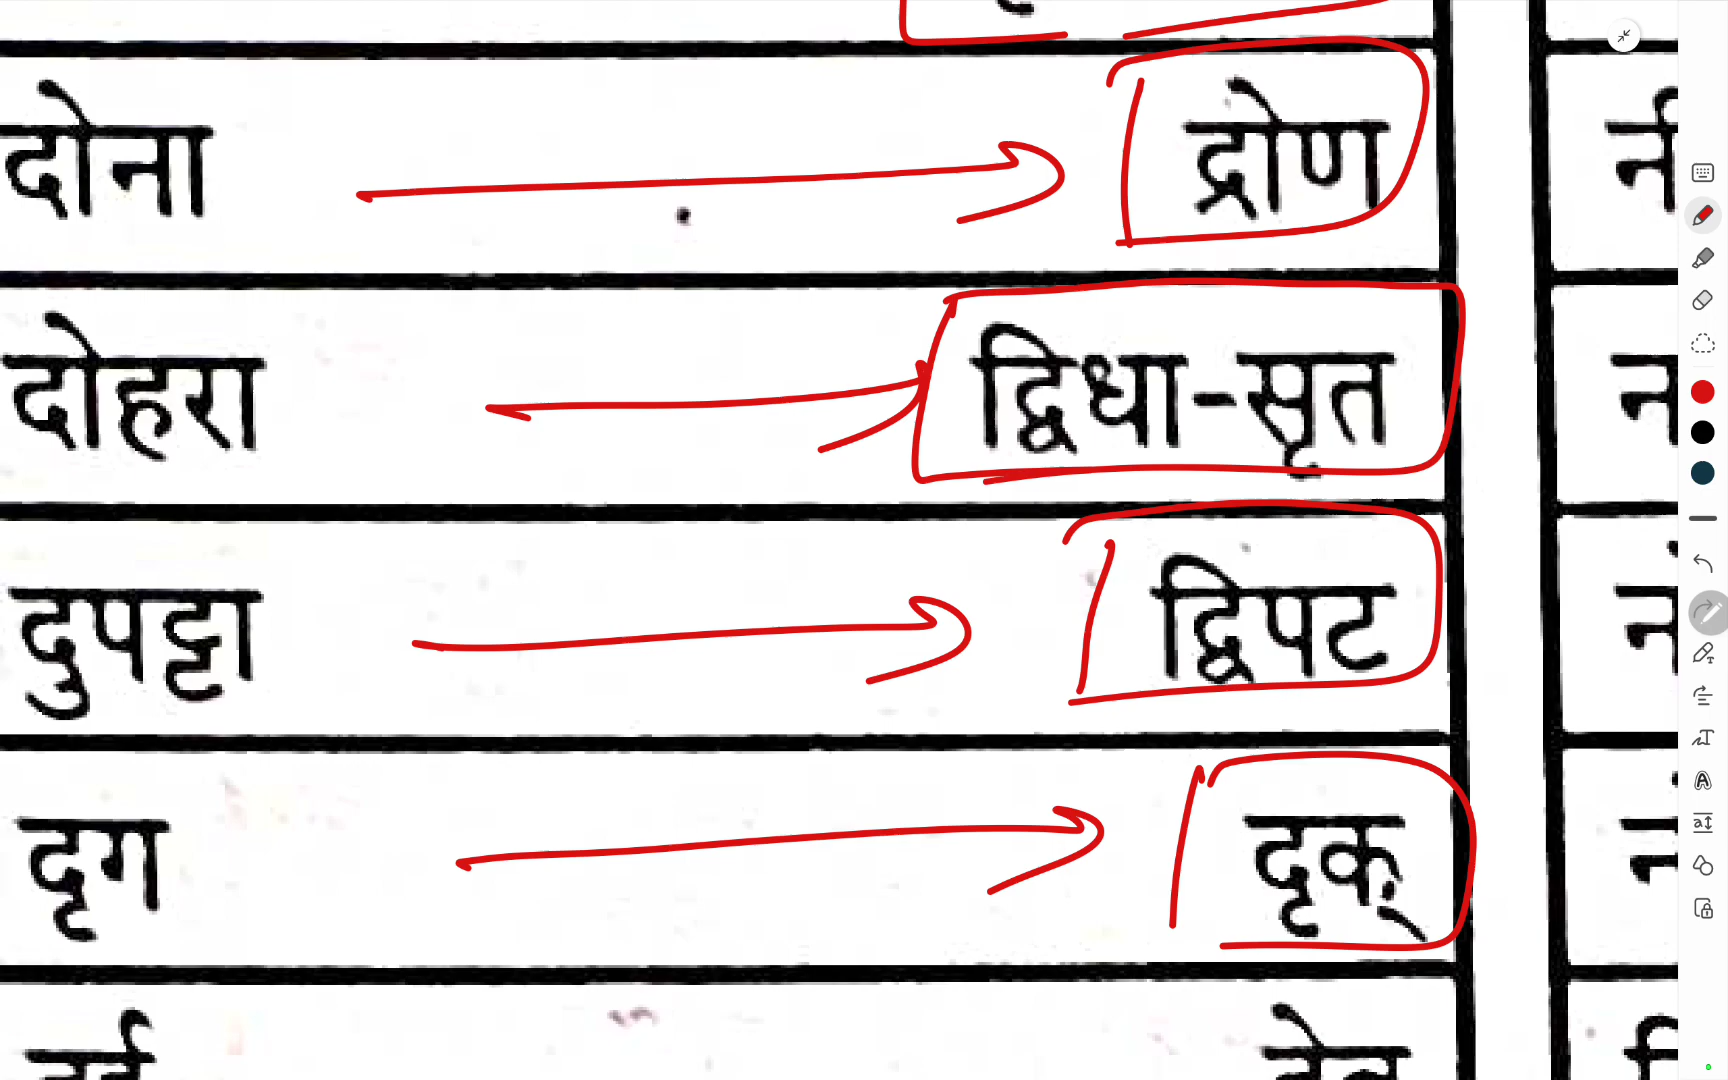 दोना द्रोण
दोहरा द्विधा-सृत
दुपट्टा द्विपट
दृग दृक्